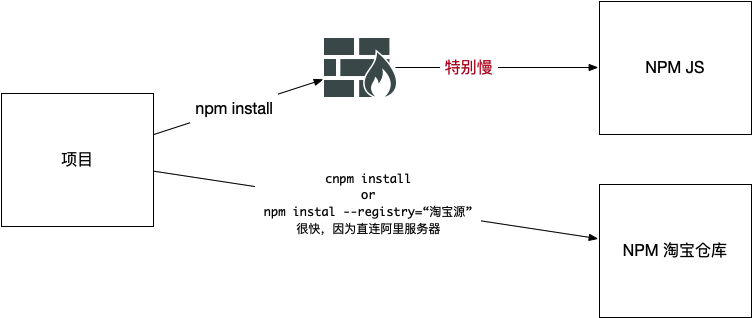 特别慢
NPM JS
npm install
项目
cnpm install
or
npm instal --registry=“淘宝源”
很快，因为直连阿里服务器
NPM 淘宝仓库